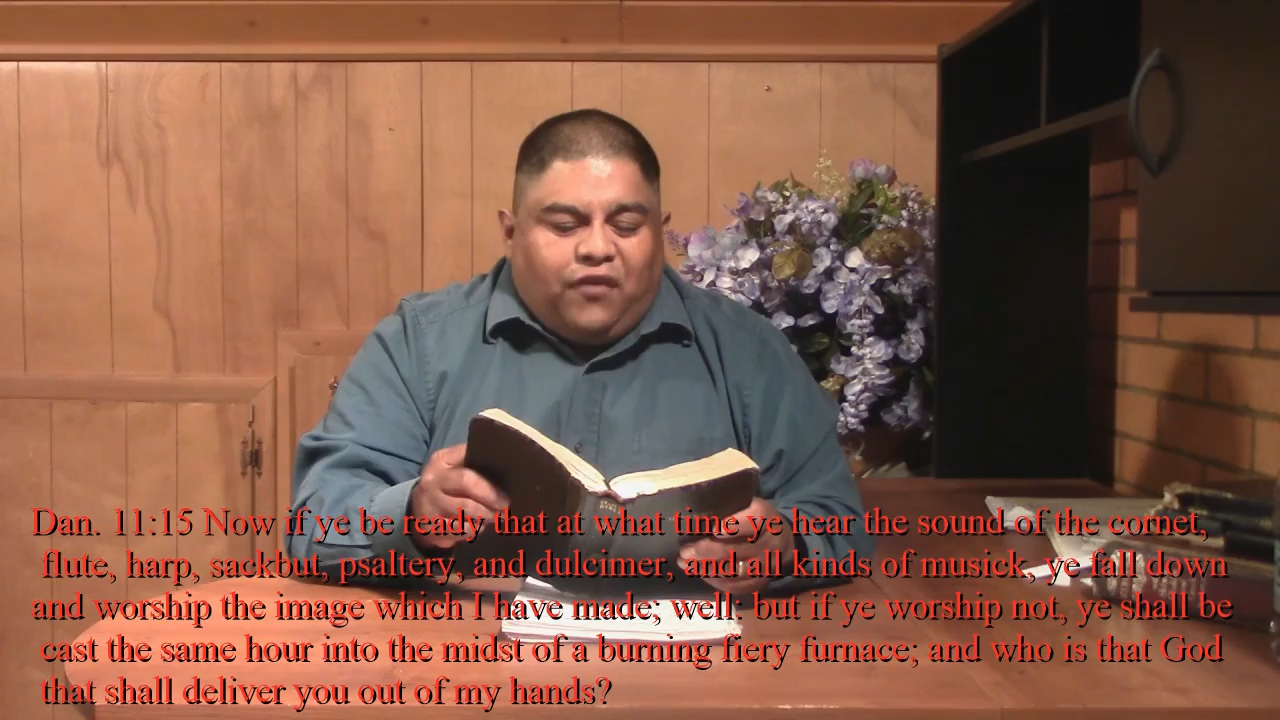 Dan. 11:15 Now if ye be ready that at what time ye hear the sound of the cornet,
flute, harp, sackbut, psaltery, and dulcimer, and all kinds of musick, ye fall down
and worship the image which I have made; well: but if ye worship not, ye shall be
cast the same hour into the midst of a burning fiery furnace; and who is that God
that shall deliver you out of my hands?